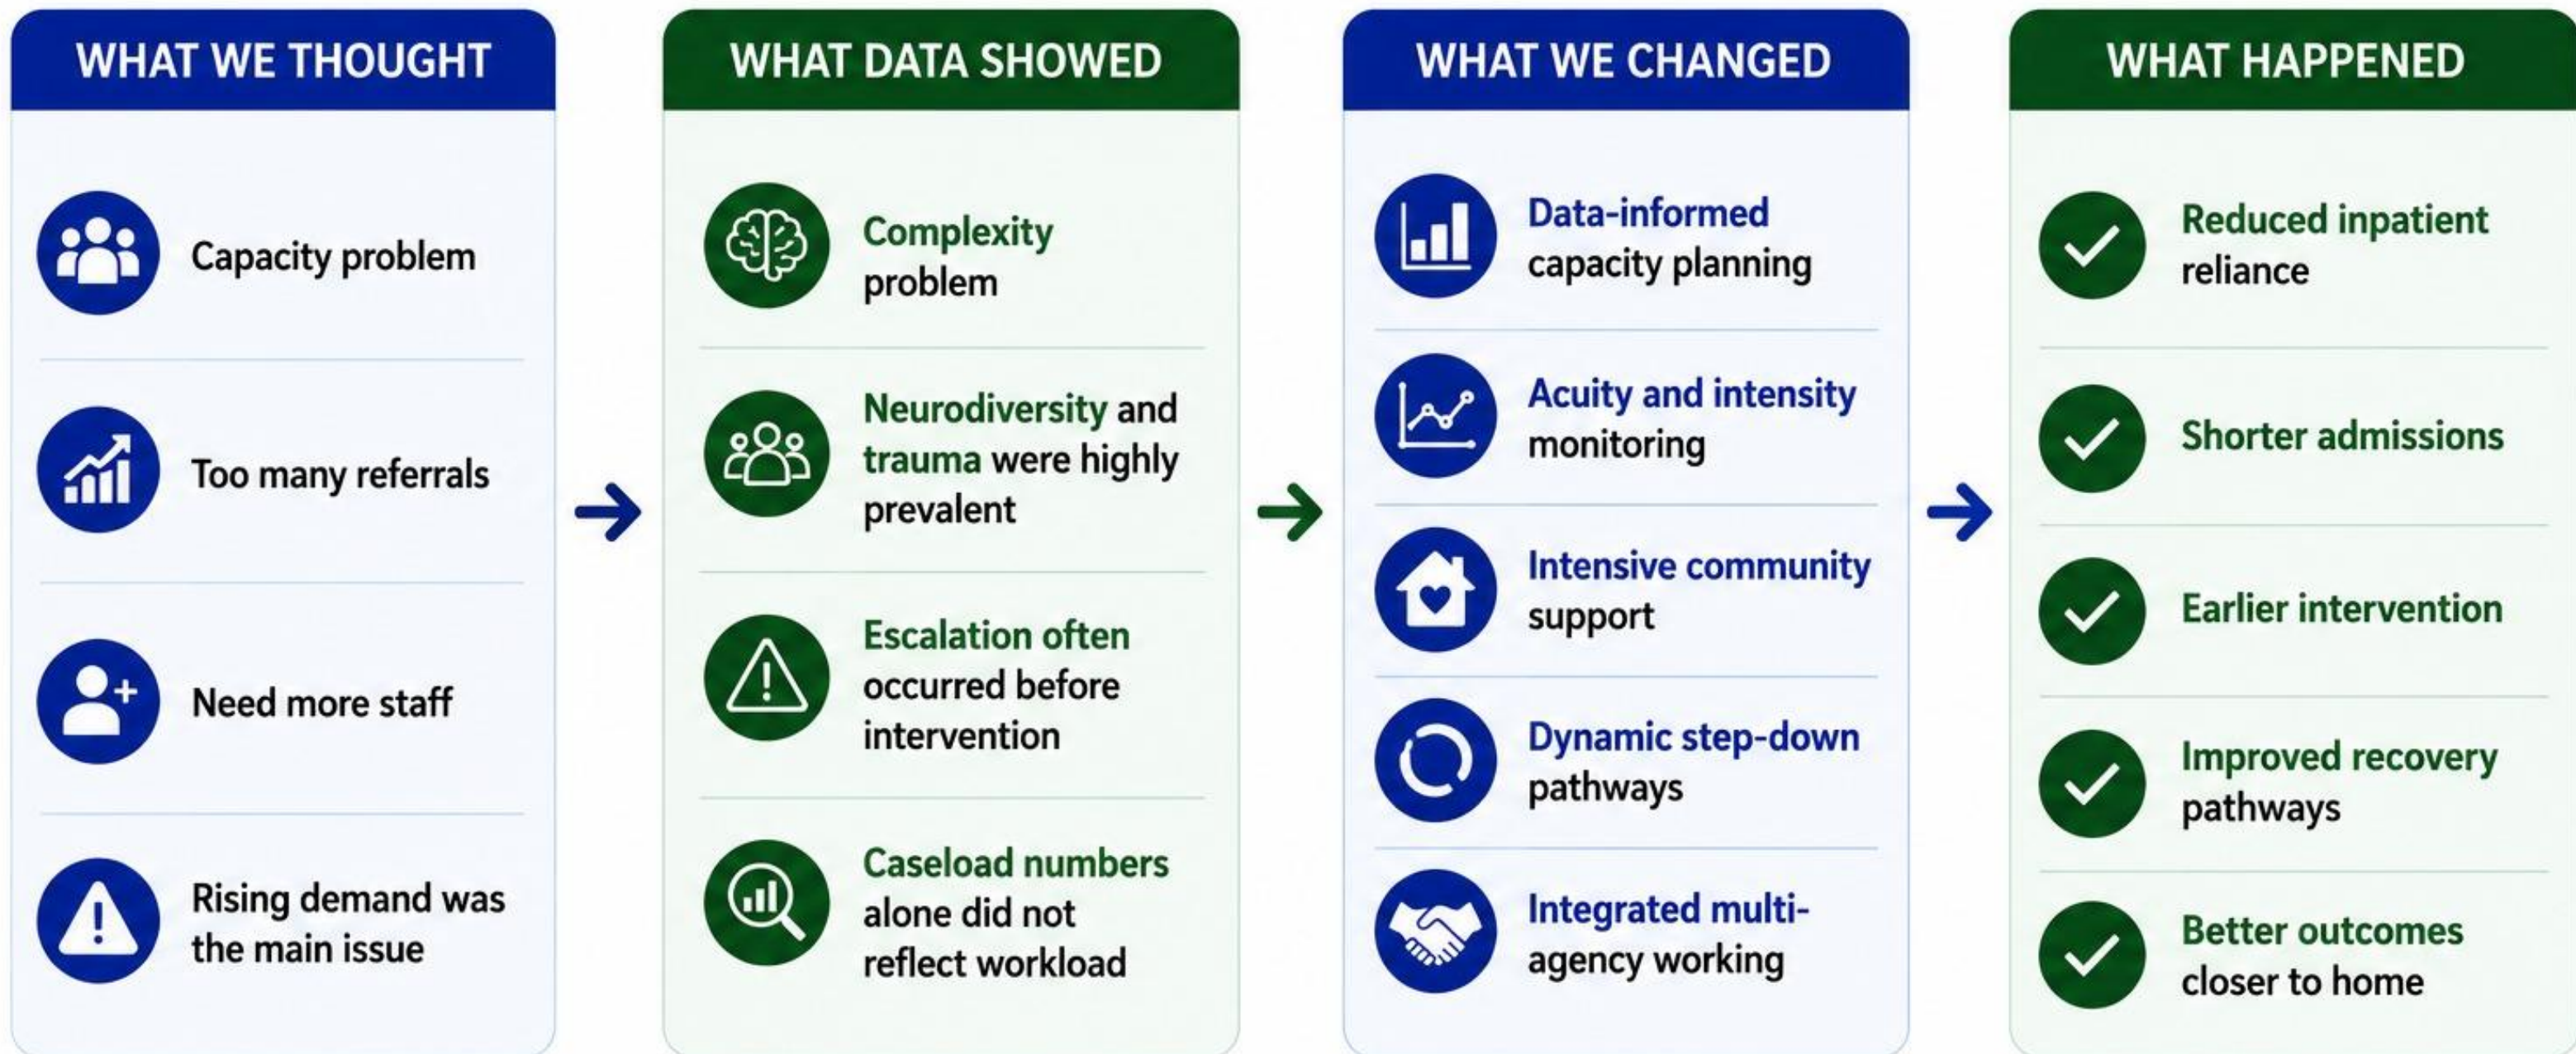 WHAT WE THOUGHT
Capacity problem
Too many referrals
Need more staff
Rising demand was
the main issue
WHAT DATA SHOWED
Complexity
problem
Neurodiversity and
trauma were highly
prevalent
Escalation often
occurred before
intervention
Caseload numbers
alone did not
reflect workload
WHAT WE CHANGED
Data-informed
capacity planning
Acuity and intensity
monitoring
Intensive community
support
Dynamic step-down
pathways
Integrated multi-
agency working
WHAT HAPPENED
Reduced inpatient
reliance
Shorter admissions
Earlier intervention
Improved recovery
pathways
Better outcomes
closer to home